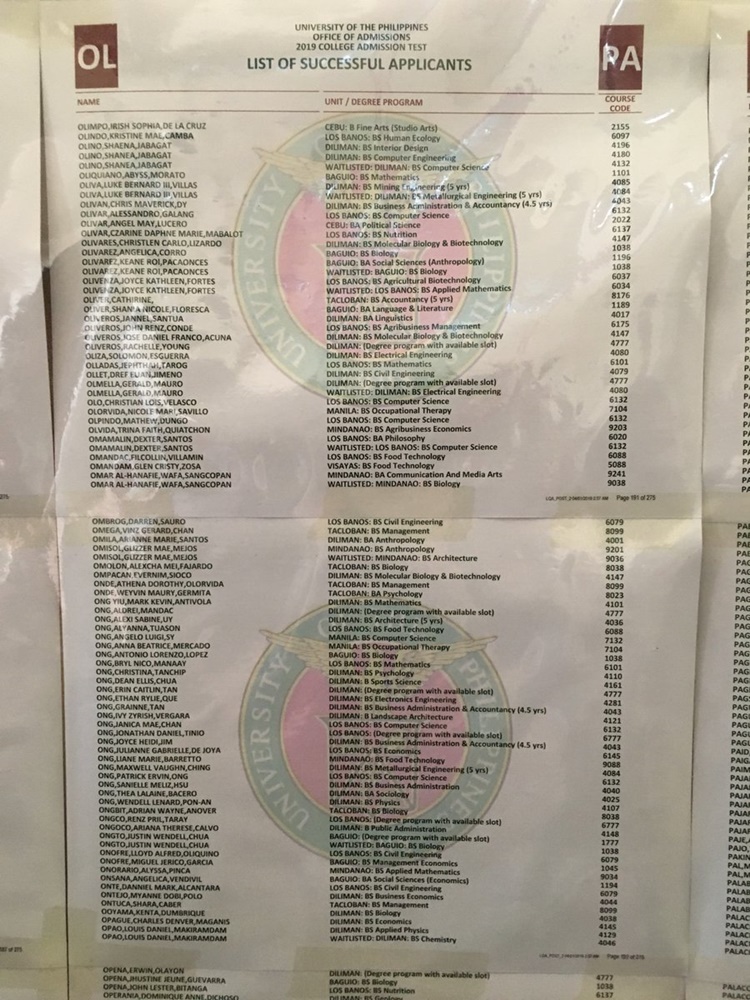 OL
UNIVERSITY OF THE PHILIPPINES
OFFICE OF ADMISSIONS
2019 COLLEGE ADMISSION TEST
LIST OF SUCCESSFUL APPLICANTS
PA
NAME UNIT / DEGREE PROGRAM COURSE CODE
OLIMPO,IRISH SOPHIA,DE LA CRUZ CEBU: B Fine Arts (Studio Arts) 2155
OLINDO,KRISTINE MAE,CAMBA LOS BANOS: BS Human Ecology 6097
OLINO,SHAENA,JABAGAT DILIMAN: BS Interior Design 4196
OLINO,SHANEA,JABAGAT DILIMAN: BS Computer Engineering 4180
OLINO,SHANEA,JABAGAT WAITLISTED: DILIMAN: BS Computer Science 4132
OLIQUIANO,ABYSS,MORATO BAGUIO: BS Mathematics 1101
OLIVA,LUKE BERNARD III,VILLAS DILIMAN: BS Mining Engineering (5 yrs) 4085
OLIVA,LUKE BERNARD III,VILLAS WAITLISTED: DILIMAN: BS Metallurgical Engineering (5 yrs) 4084
OLIVAN,CHRIS MAVERICK,DY DILIMAN: BS Business Administration & Accountancy (4.5 yrs) 4043
OLIVAR,ALESSANDRO,GALANG LOS BANOS: BS Computer Science 6132
OLIVAR,ANGEL MAY,LUCERO CEBU: BA Political Science 2022
OLIVAR,CZARINE DAPHNE MARIE,MABALOT LOS BANOS: BS Nutrition 6137
OLIVARES,CHRISTLEN CARLO,LIZARDO DILIMAN: BS Molecular Biology & Biotechnology 4147
OLIVAREZ,ANGELICA,CORRO BAGUIO: BS Biology 1038
OLIVAREZ,KEANE ROI,PACAONCES BAGUIO: BA Social Sciences (Anthropology) 1196
OLIVAREZ,KEANE ROI,PACAONCES WAITLISTED: BAGUIO: BS Biology 1038
OLIVENZA,JOYCE KATHLEEN,FORTES LOS BANOS: BS Agricultural Biotechnology 6037
OLIVENZA,JOYCE KATHLEEN,FORTES WAITLISTED: LOS BANOS: BS Applied Mathematics 6034
OLIVER,CATHIRINE, TACLOBAN: BS Accountancy (5 yrs) 8176
OLIVER,SHANIA NICOLE,FLORESCA BAGUIO: BA Language & Literature 1189
OLIVEROS,IANNEL,SANTUA DILIMAN: BA Linguistics 4017
OLIVEROS,JOHN RENZ,CONDE LOS BANOS: BS Agribusiness Management 6175
OLIVEROS,JOSE DANIEL FRANCO,ACUNA DILIMAN: BS Molecular Biology & Biotechnology 4147
OLIVEROS,RACHELLE,YOUNG DILIMAN: (Degree program with available slot) 4777
OLIZA,SOLOMON,ESGUERRA DILIMAN: BS Electrical Engineering 4080
OLLADAS,JEPHTHAH,TAROG LOS BANOS: BS Mathematics 6101
OLLET,DREF EUAN,JIMENO DILIMAN: BS Civil Engineering 4079
OLMELLA,GERALD,MAURO DILIMAN: (Degree program with available slot) 4777
OLMELLA,GERALD,MAURO WAITLISTED: DILIMAN: BS Electrical Engineering 4080
OLO,CHRISTIAN LOIS,VELASCO LOS BANOS: BS Computer Science 6132
OLORVIDA,NICOLE MARI,SAVILLO MANILA: BS Occupational Therapy 7104
OLPINDO,MATHEW,DUNGO LOS BANOS: BS Computer Science 6132
OLVIDA,TRINA FAITH,QUIATCHON MINDANAO: BS Agribusiness Economics 9203
OMAMALIN,DEXTER,SANTOS LOS BANOS: BA Philosophy 6020
OMAMALIN,DEXTER,SANTOS WAITLISTED: LOS BANOS: BS Computer Science 6132
OMANDAC,FILCOLLIN,VILLAMIN LOS BANOS: BS Food Technology 6088
OMANDAM,GLEN CRISTY,ZOSA VISAYAS: BS Food Technology 5088
OMAR AL-HANAFIE,WAFA,SANGCOPAN MINDANAO: BA Communication And Media Arts 9241
OMAR AL-HANAFIE,WAFA,SANGCOPAN WAITLISTED: MINDANAO: BS Biology 9038
Page 191 of 275
OMBROG,DARREN,SAURO LOS BANOS: BS Civil Engineering 6079
OMEGA,VINZ GERARD,CHAN TACLOBAN: BS Management 8099
OMILA,ARIANNE MARIE,SANTOS DILIMAN: BA Anthropology 4001
OMISOL,GLIZZER MAE,MEJOS MINDANAO: BS Anthropology 9201
OMISOL,GLIZZER MAE,MEJOS WAITLISTED: MINDANAO: BS Architecture 9036
OMOLON,ALEXCHA MEI,FAJARDO TACLOBAN: BS Biology 8038
OMPACAN,EVERNIM,SIOCO DILIMAN: BS Molecular Biology & Biotechnology 4147
ONDE,ATHENA DOROTHY,OLORVIDA TACLOBAN: BS Management 8099
ONDE,WEYVIN MAURY,GERMITA TACLOBAN: BA Psychology 8023
ONG YIU,MARK KEVIN,ANTIVOLA DILIMAN: BS Mathematics 4101
ONG,ALDREI,MANDAC DILIMAN: (Degree program with available slot) 4777
ONG,ALEXI SABINE,UY DILIMAN: BS Architecture (5 yrs) 4036
ONG,ALYANNA,TUASON LOS BANOS: BS Food Technology 6088
ONG,ANGELO LUIGI,SY MANILA: BS Computer Science 7132
ONG,ANNA BEATRICE,MERCADO MANILA: BS Occupational Therapy 7104
ONG,ANTONIO LORENZO,LOPEZ BAGUIO: BS Biology 1038
ONG,BRYL NICO,MANAAY LOS BANOS: BS Mathematics 6101
ONG,CHRISTINA,TANCHIP DILIMAN: BS Psychology 4110
ONG,DEAN ELLIS,CHUA DILIMAN: B Sports Science 4161
ONG,ERIN CAITLIN,TAN DILIMAN: (Degree program with available slot) 4777
ONG,ETHAN RYLIE,QUE DILIMAN: BS Electronics Engineering 4281
ONG,GRAINNE,TAN DILIMAN: BS Business Administration & Accountancy (4.5 yrs) 4043
ONG,IVY ZYRISH,VERGARA DILIMAN: B Landscape Architecture 4121
ONG,JANICA MAE,CHAN LOS BANOS: BS Computer Science 6132
ONG,JONATHAN DANIEL,TINIO LOS BANOS: (Degree program with available slot) 6777
ONG,JOYCE HEIDI,JIM DILIMAN: BS Business Administration & Accountancy (4.5 yrs) 4043
ONG,JULIANNE GABRIELLE,DE JOYA LOS BANOS: BS Economics 6145
ONG,LIANE MARIE,BARRETTO MINDANAO: BS Food Technology 9088
ONG,MAXWELL VAUGHN,CHING DILIMAN: BS Metallurgical Engineering (5 yrs) 4084
ONG,PATRICK ERVIN,ONG LOS BANOS: BS Computer Science 6132
ONG,SANIELLE MELIZ,HSU DILIMAN: BS Business Administration 4040
ONG,THEA LALAINE,BACERO DILIMAN: BA Sociology 4025
ONG,WENDELL LENARD,PON-AN DILIMAN: BS Physics 4107
ONGBIT,ADRIAN WAYNE,ANOVER TACLOBAN: BS Biology 8038
ONGCO,RENZ PRIL,TARAY LOS BANOS: (Degree program with available slot) 6777
ONGOCO,ARIANA THERESE,CALVO DILIMAN: B Public Administration 4148
ONGTO,JUSTIN WENDELL,CHUA BAGUIO: (Degree program with available slot) 1777
ONGTO,JUSTIN WENDELL,CHUA WAITLISTED: BAGUIO: BS Biology 1038
ONOFRE,LLOYD ALFRED,OLIQUINO LOS BANOS: BS Civil Engineering 6079
ONOFRE,MIGUEL JERICO,GARCIA BAGUIO: BS Management Economics 1045
ONORARIO,ALYSSA,PINCA MINDANAO: BS Applied Mathematics 9034
ONSANA,ANGELICA,VENDIVIL BAGUIO: BA Social Sciences (Economics) 1194
ONTE,DANNIEL MARK,ALCANTARA LOS BANOS: BS Civil Engineering 6079
ONTEJO,MYANNE DOBI,POLO DILIMAN: BS Business Economics 4044
ONTUCA,SHARA,CABER TACLOBAN: BS Management 8099
OOYAMA,KENTA,DUMBRIQUE DILIMAN: BS Biology 4038
OPAGUE,CHARLES DENVER,MAGANIS DILIMAN: BS Economics 4145
OPAO,LOUIS DANIEL,MAKIRAMDAM DILIMAN: BS Applied Physics 4129
OPAO,LOUIS DANIEL,MAKIRAMDAM WAITLISTED: DILIMAN: BS Chemistry 4046
OPENA,ERWIN,OLAYON DILIMAN: (Degree program with available slot) 4777
OPENA,JHUSTINE JEUNE,GUEVARRA BAGUIO: BS Biology 1038
OPENA,JOHN LESTER,BITANGA LOS BANOS: BS Nutrition 6137
OPERANIA,DOMINIQUE ANNE,DICHOSO